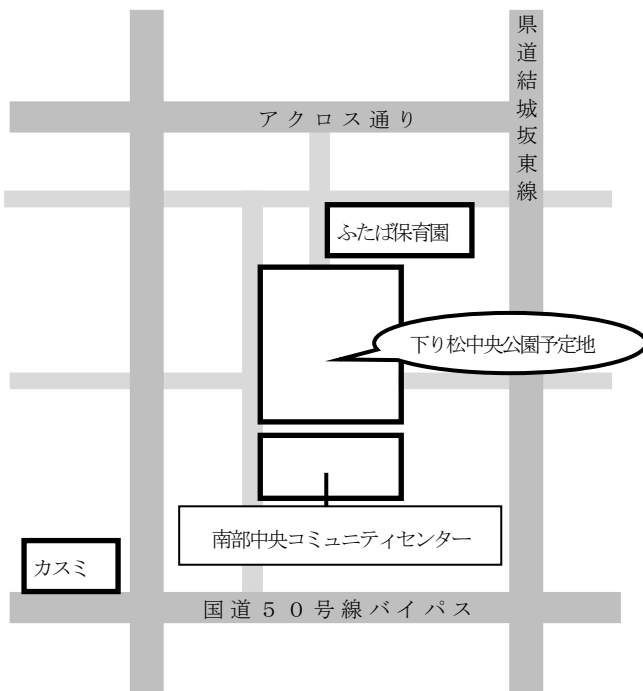 県道結城坂東線
アクロス通り
ふたば保育園
下り松中央公園予定地
南部中央コミュニティセンター
カスミ
国道５０号線バイパス